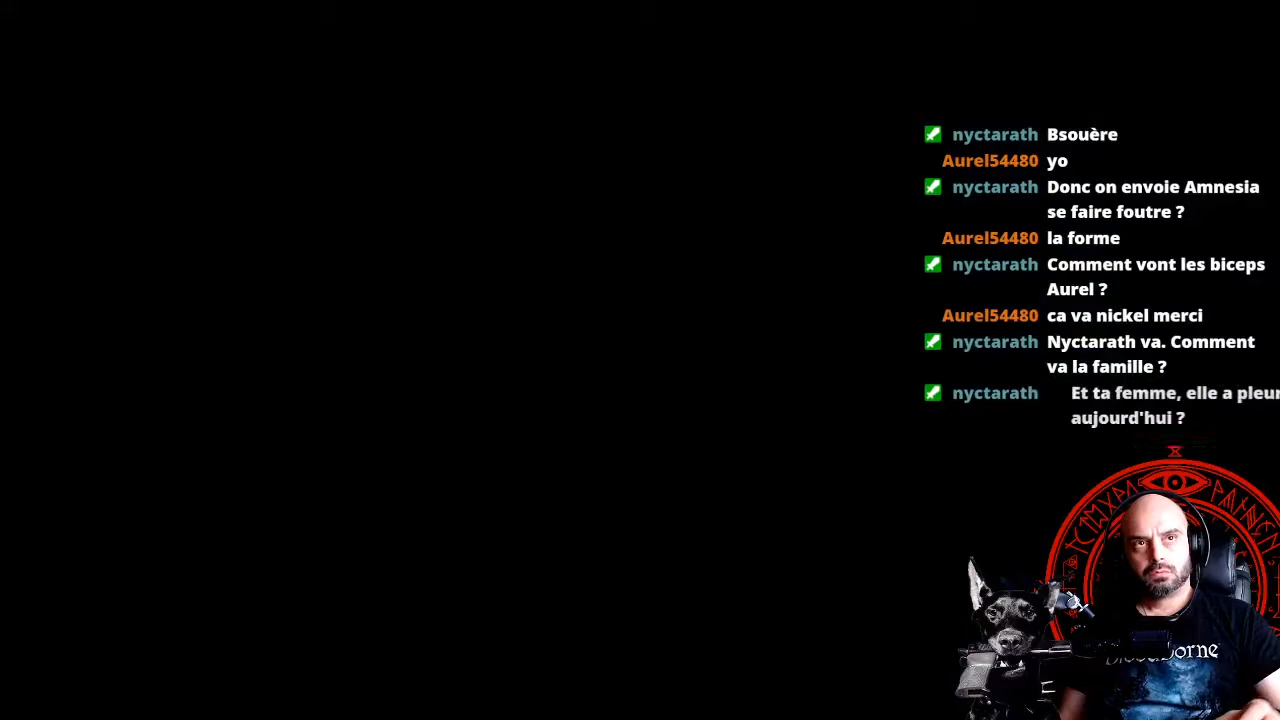 nyctarath Bsouère
Aurel54480 yo
nyctarath Donc on envoie Amnesia
se faire foutre ?
Aurel54480 la forme
nyctarath Comment vont les biceps
Aurel ?
Aurel54480 ca va nickel merci
nyctarath Nyctarath va. Comment
va la famille ?
nyctarath Et ta femme, elle a pleur
aujourd'hui ?
Bloodborne